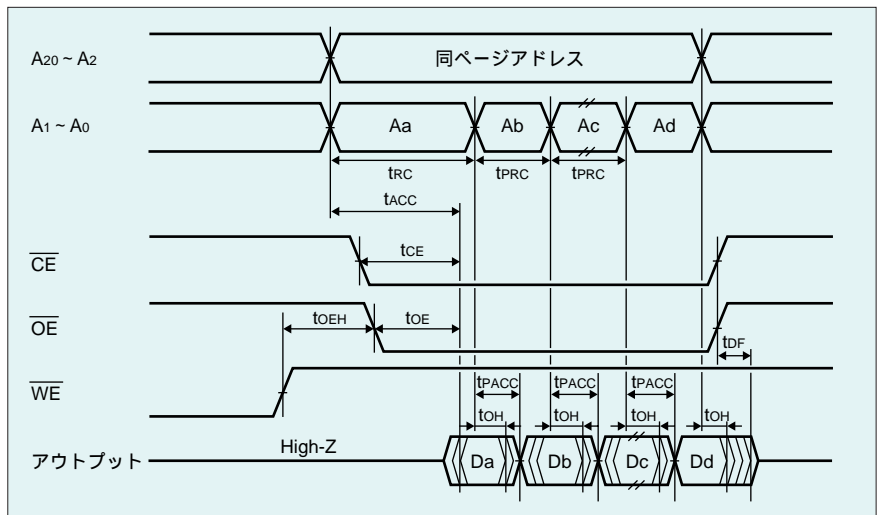 A20 ~ A2
同ページアドレス
A1 ~ A0
Aa
Ab
Ac
Ad
tRC
tPRC
tPRC
tACC
CE
tCE
OE
tOEH
tOE
tDF
WE
tPACC
tPACC
tPACC
tOH
tOH
tOH
tOH
アウトプット
High-Z
Da
Db
Dc
Dd